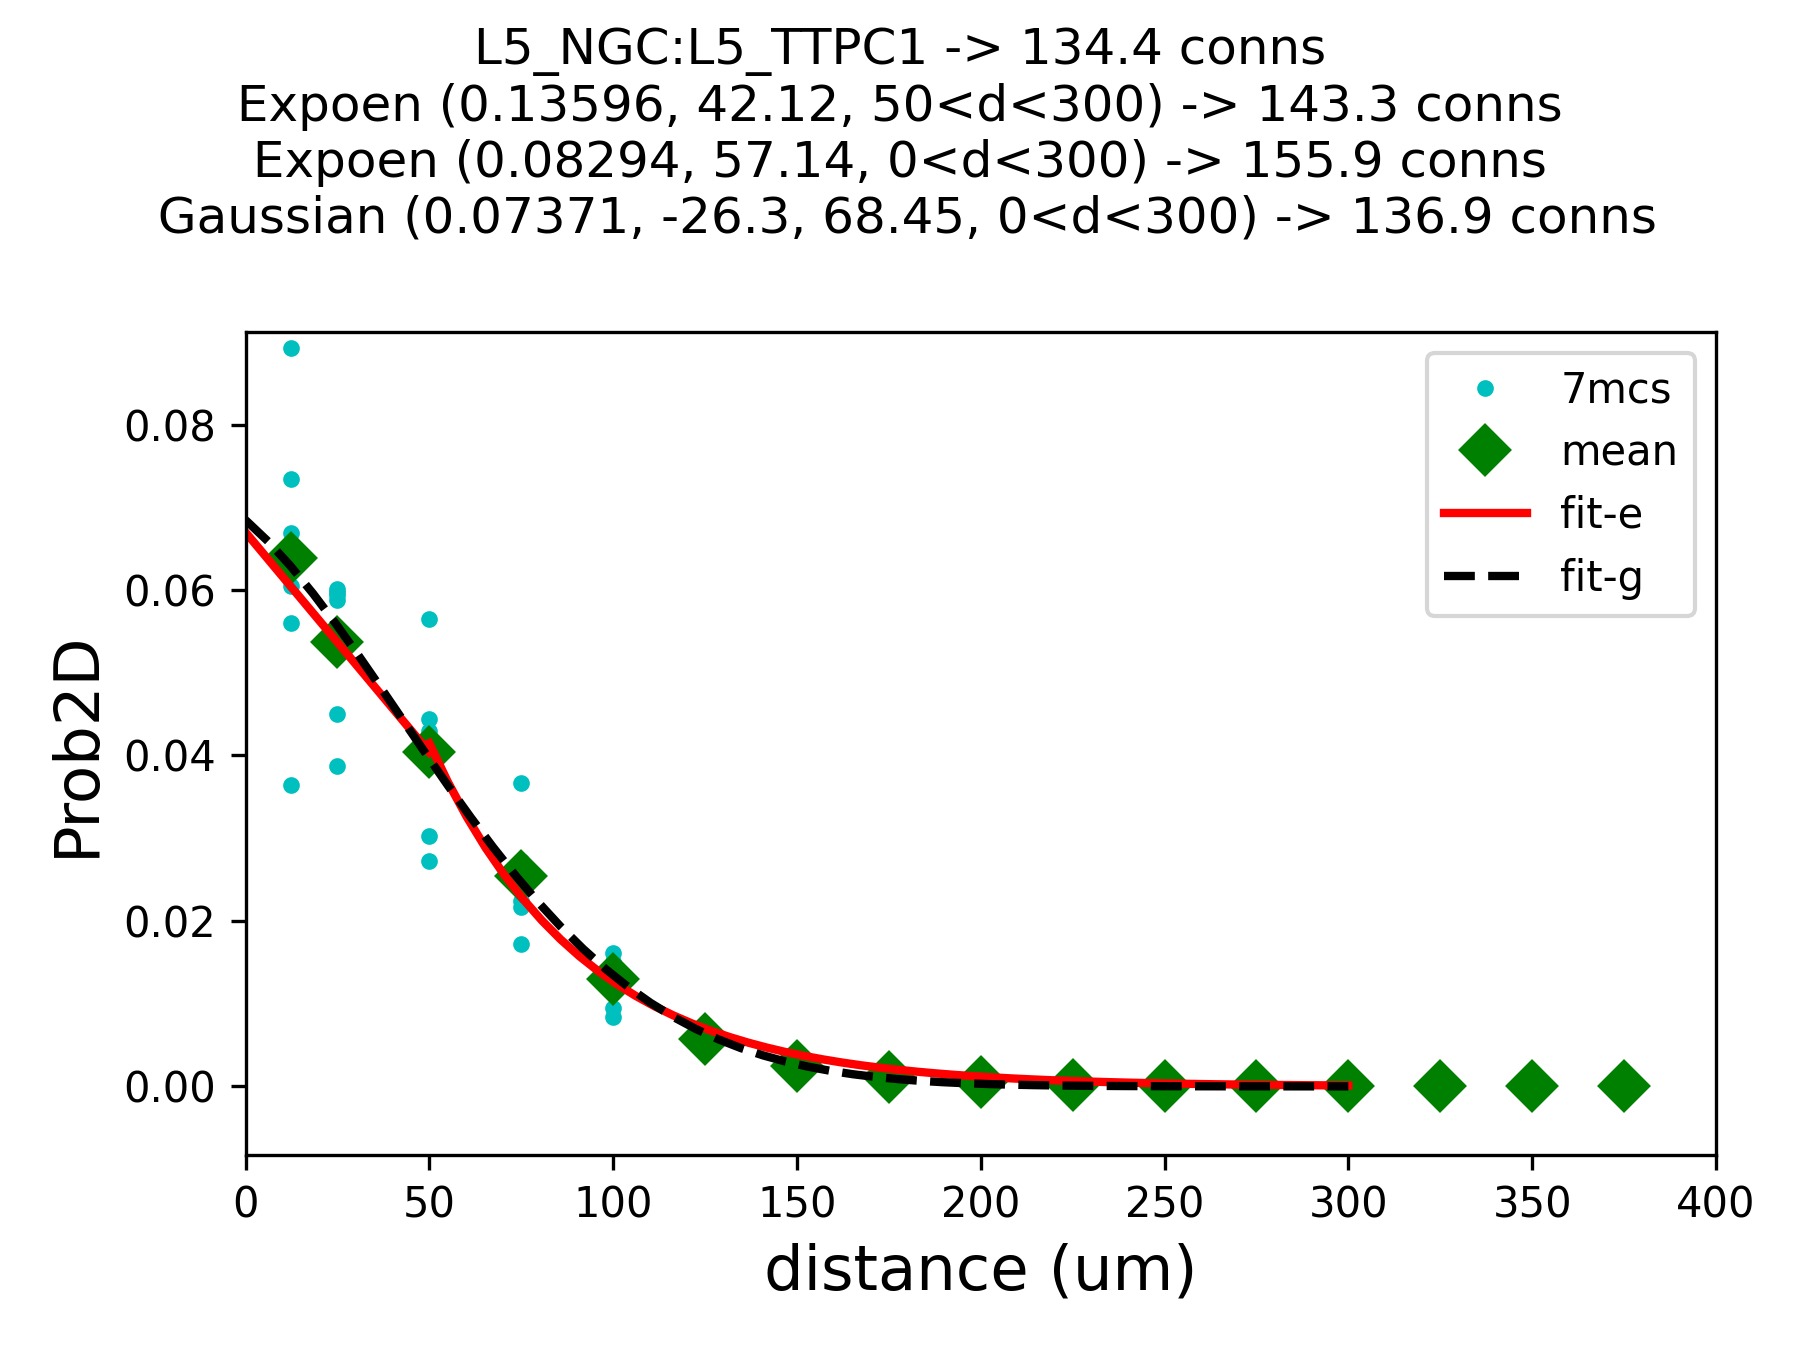 L5_NGC:L5_TTPC1 -> 134.4 conns
Expoen (0.13596, 42.12, 50<d<300) -> 143.3 conns
Expoen (0.08294, 57.14, 0<d<300) -> 155.9 conns
Gaussian (0.07371, -26.3, 68.45, 0<d<300) -> 136.9 conns
7mcs
mean
fit-e
fit-g
0.08
0.06
0.04
0.02
0.00
Prob2D
0 50 100 150 200 250 300 350 400
distance (um)